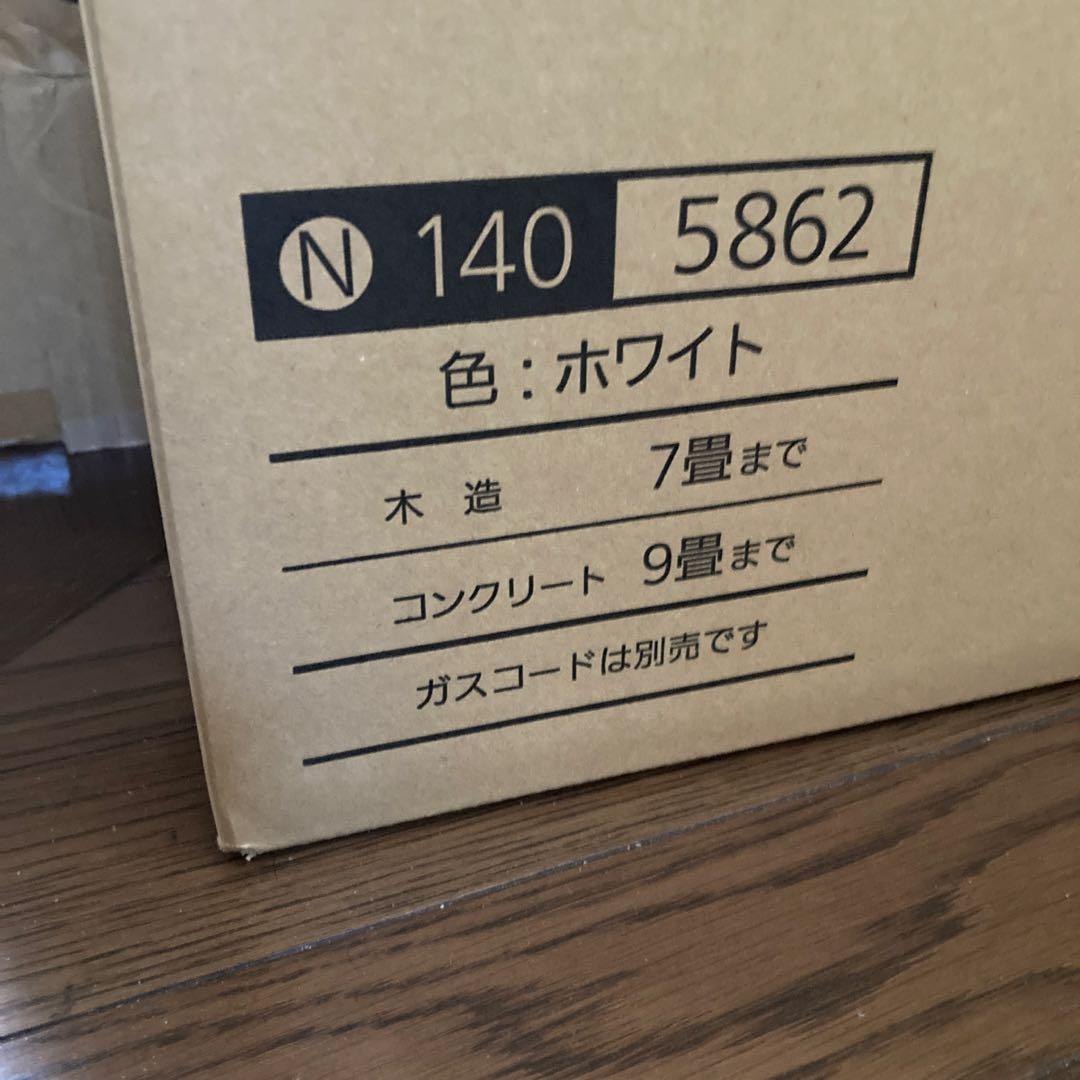 Ⓝ 140 5862
色：ホワイト
木 造 7畳まで
コンクリート 9畳まで
ガスコードは別売です